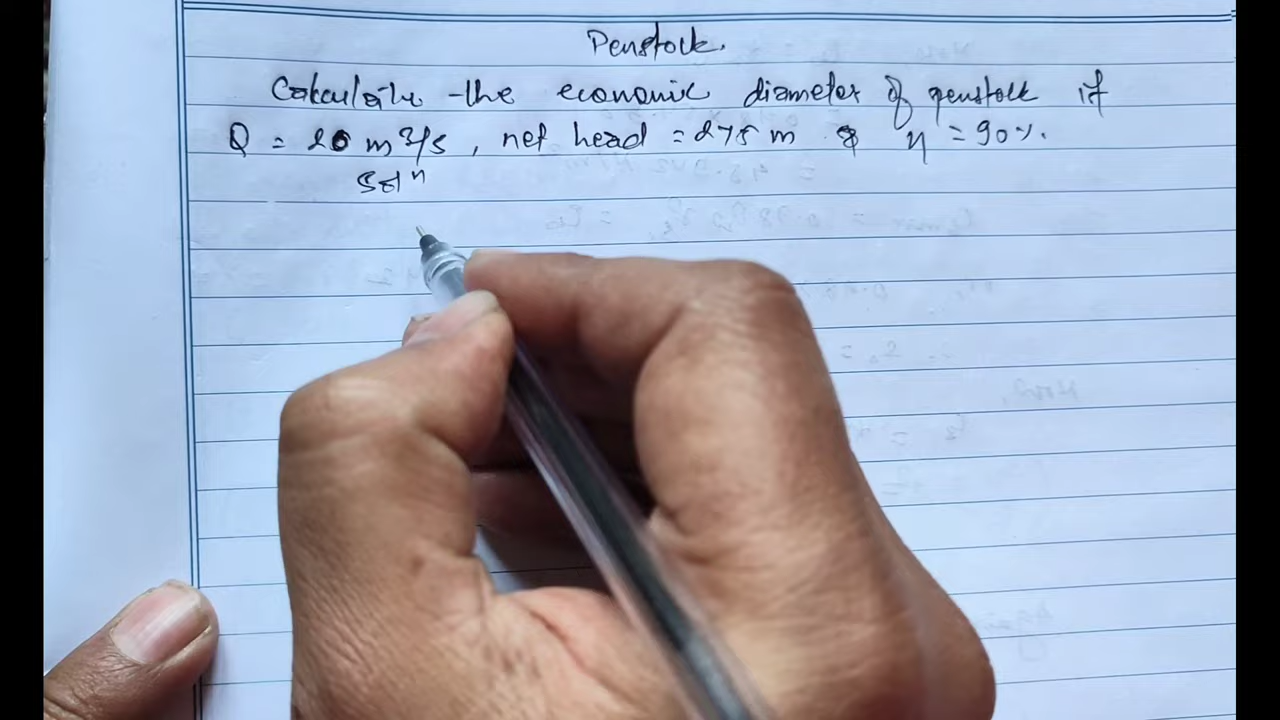 Penstock.
Calculate the economic diameter of penstock if
Q = 20 m3/s, net head = 275 m & η = 90%.
Solⁿ